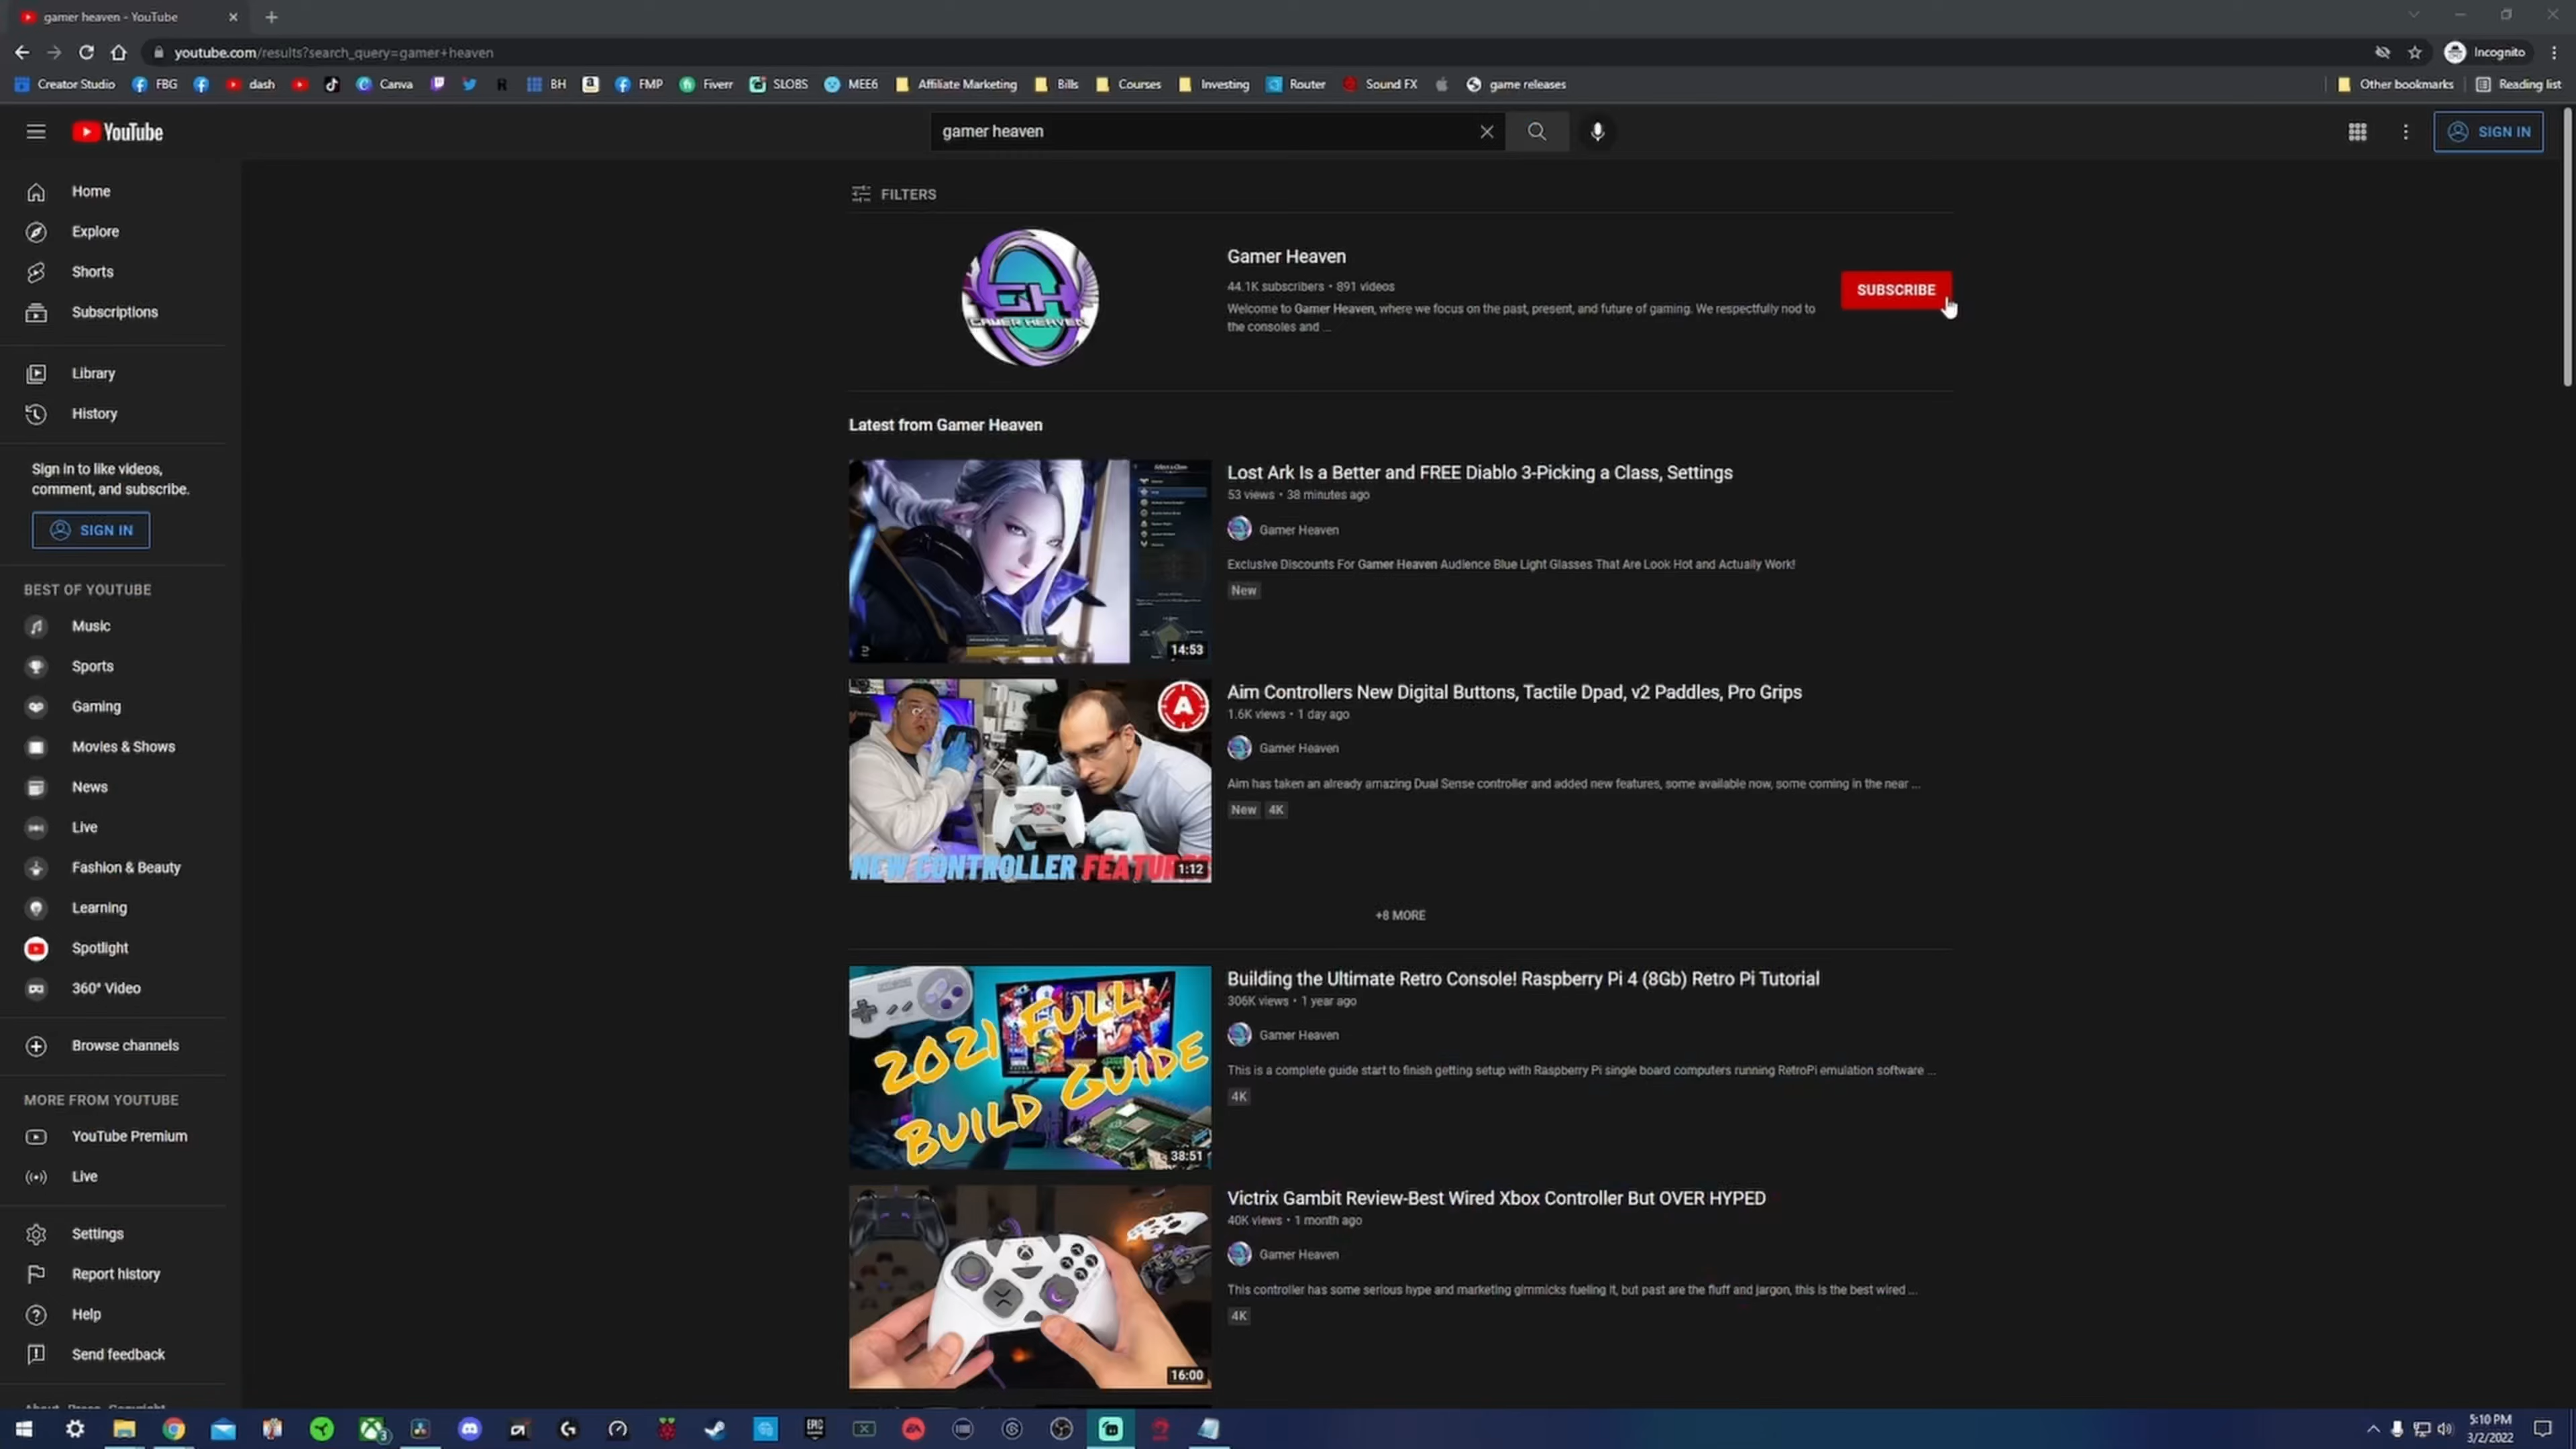 gamer heaven - YouTube
youtube.com/results?search_query=gamer+heaven
Incognito
Creator Studio FBG dash Canva BH FMP Fiverr SLOBS MEE6 Affiliate Marketing Bills Courses Investing Router Sound FX game releases Other bookmarks Reading list
YouTube
gamer heaven
SIGN IN
Home
Explore
Shorts
Subscriptions
Library
History
Sign in to like videos,
comment, and subscribe.
SIGN IN
BEST OF YOUTUBE
Music
Sports
Gaming
Movies & Shows
News
Live
Fashion & Beauty
Learning
Spotlight
360° Video
Browse channels
MORE FROM YOUTUBE
YouTube Premium
Live
Settings
Report history
Help
Send feedback
About Press Copyright
FILTERS
GH
GAMER HEAVEN
Gamer Heaven
44.1K subscribers • 891 videos
Welcome to Gamer Heaven, where we focus on the past, present, and future of gaming. We respectfully nod to
the consoles and ...
SUBSCRIBE
Latest from Gamer Heaven
14:53
Lost Ark Is a Better and FREE Diablo 3-Picking a Class, Settings
53 views • 38 minutes ago
Gamer Heaven
Exclusive Discounts For Gamer Heaven Audience Blue Light Glasses That Are Look Hot and Actually Work!
New
A
NEW CONTROLLER FEATURES
1:12
Aim Controllers New Digital Buttons, Tactile Dpad, v2 Paddles, Pro Grips
1.6K views • 1 day ago
Gamer Heaven
Aim has taken an already amazing Dual Sense controller and added new features, some available now, some coming in the near ...
New 4K
+8 MORE
2021 FULL
BUILD GUIDE
38:51
Building the Ultimate Retro Console! Raspberry Pi 4 (8Gb) Retro Pi Tutorial
306K views • 1 year ago
Gamer Heaven
This is a complete guide start to finish getting setup with Raspberry Pi single board computers running RetroPi emulation software ...
4K
16:00
Victrix Gambit Review-Best Wired Xbox Controller But OVER HYPED
40K views • 1 month ago
Gamer Heaven
This controller has some serious hype and marketing gimmicks fueling it, but past are the fluff and jargon, this is the best wired ...
4K
3
EPIC
EA
5:10 PM
3/2/2022